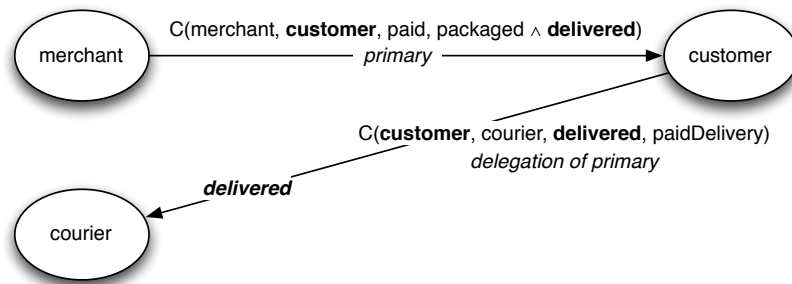 C(merchant, customer, paid, packaged ∧ delivered)
merchant
primary
customer
C(customer, courier, delivered, paidDelivery)
delegation of primary
delivered
courier